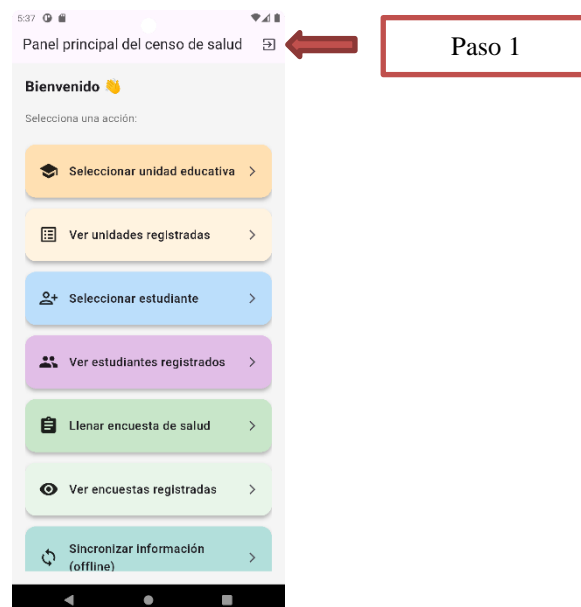 5:37
Panel principal del censo de salud
Paso 1
Bienvenido 👋
Selecciona una acción:
Seleccionar unidad educativa
Ver unidades registradas
Seleccionar estudiante
Ver estudiantes registrados
Llenar encuesta de salud
Ver encuestas registradas
Sincronizar información
(offline)